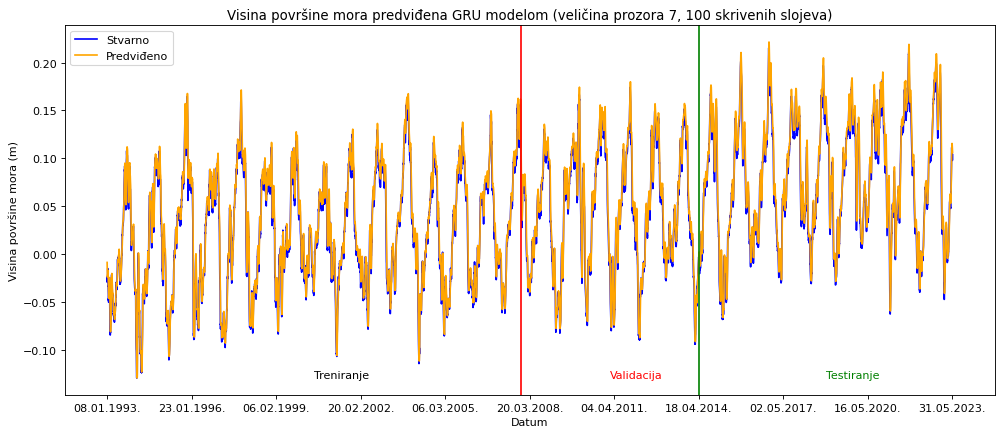 Visina površine mora predviđena GRU modelom (veličina prozora 7, 100 skrivenih slojeva)
Stvarno
Predviđeno
Visina površine mora (m)
0.20
0.15
0.10
0.05
0.00
−0.05
−0.10
Treniranje
Validacija
Testiranje
08.01.1993.
23.01.1996.
06.02.1999.
20.02.2002.
06.03.2005.
20.03.2008.
04.04.2011.
18.04.2014.
02.05.2017.
16.05.2020.
31.05.2023.
Datum